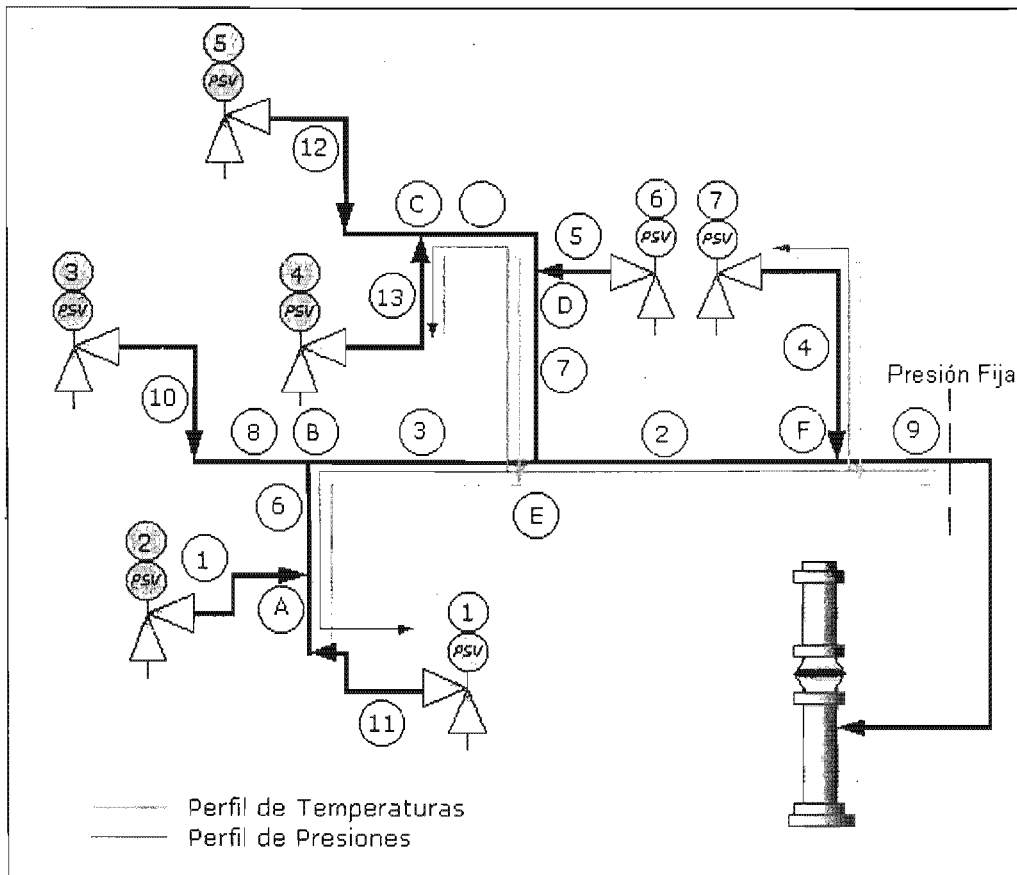 5
PSV
12
C
6
7
PSV
PSV
5
3
PSV
4
PSV
13
D
4
10
7
Presión Fija
8
B
3
2
F
9
6
E
2
PSV
1
A
1
PSV
11
Perfil de Temperaturas
Perfil de Presiones